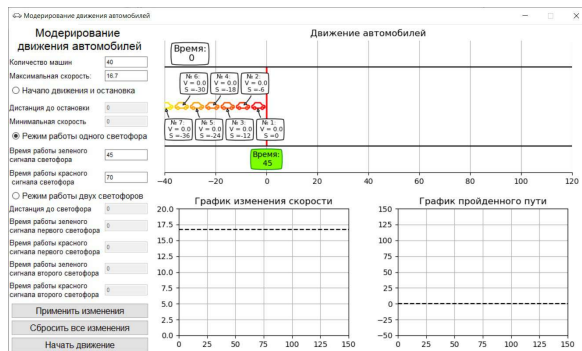 Модерирование движения автомобилей
Модерирование
движения автомобилей
Количество машин 40
Максимальная скорость: 16.7
Начало движения и остановка
Дистанция до остановки 0
Минимальная скорость 0
Режим работы одного светофора
Время работы зеленого
сигнала светофора 45
Время работы красного
сигнала светофора 70
Режим работы двух светофоров
Дистанция до светофора 0
Время работы зеленого
сигнала первого светофора 0
Время работы красного
сигнала первого светофора 0
Время работы зеленого
сигнала второго светофора 0
Время работы красного
сигнала второго светофора 0
Применить изменения
Сбросить все изменения
Начать движение
Движение автомобилей
Время:
0
№ 6: № 4: № 2:
V = 0.0 V = 0.0 V = 0.0
S =-30 S =-18 S =-6
№ 7: № 5: № 3: № 1:
V = 0.0 V = 0.0 V = 0.0 V = 0.0
S =-36 S =-24 S =-12 S =0
Время:
45
−40 −20 0 20 40 60 80 100 120
График изменения скорости
20.0
17.5
15.0
12.5
10.0
7.5
5.0
2.5
0.0
0 25 50 75 100 125 150
График пройденного пути
150
125
100
75
50
25
0
−25
−50
0 25 50 75 100 125 150